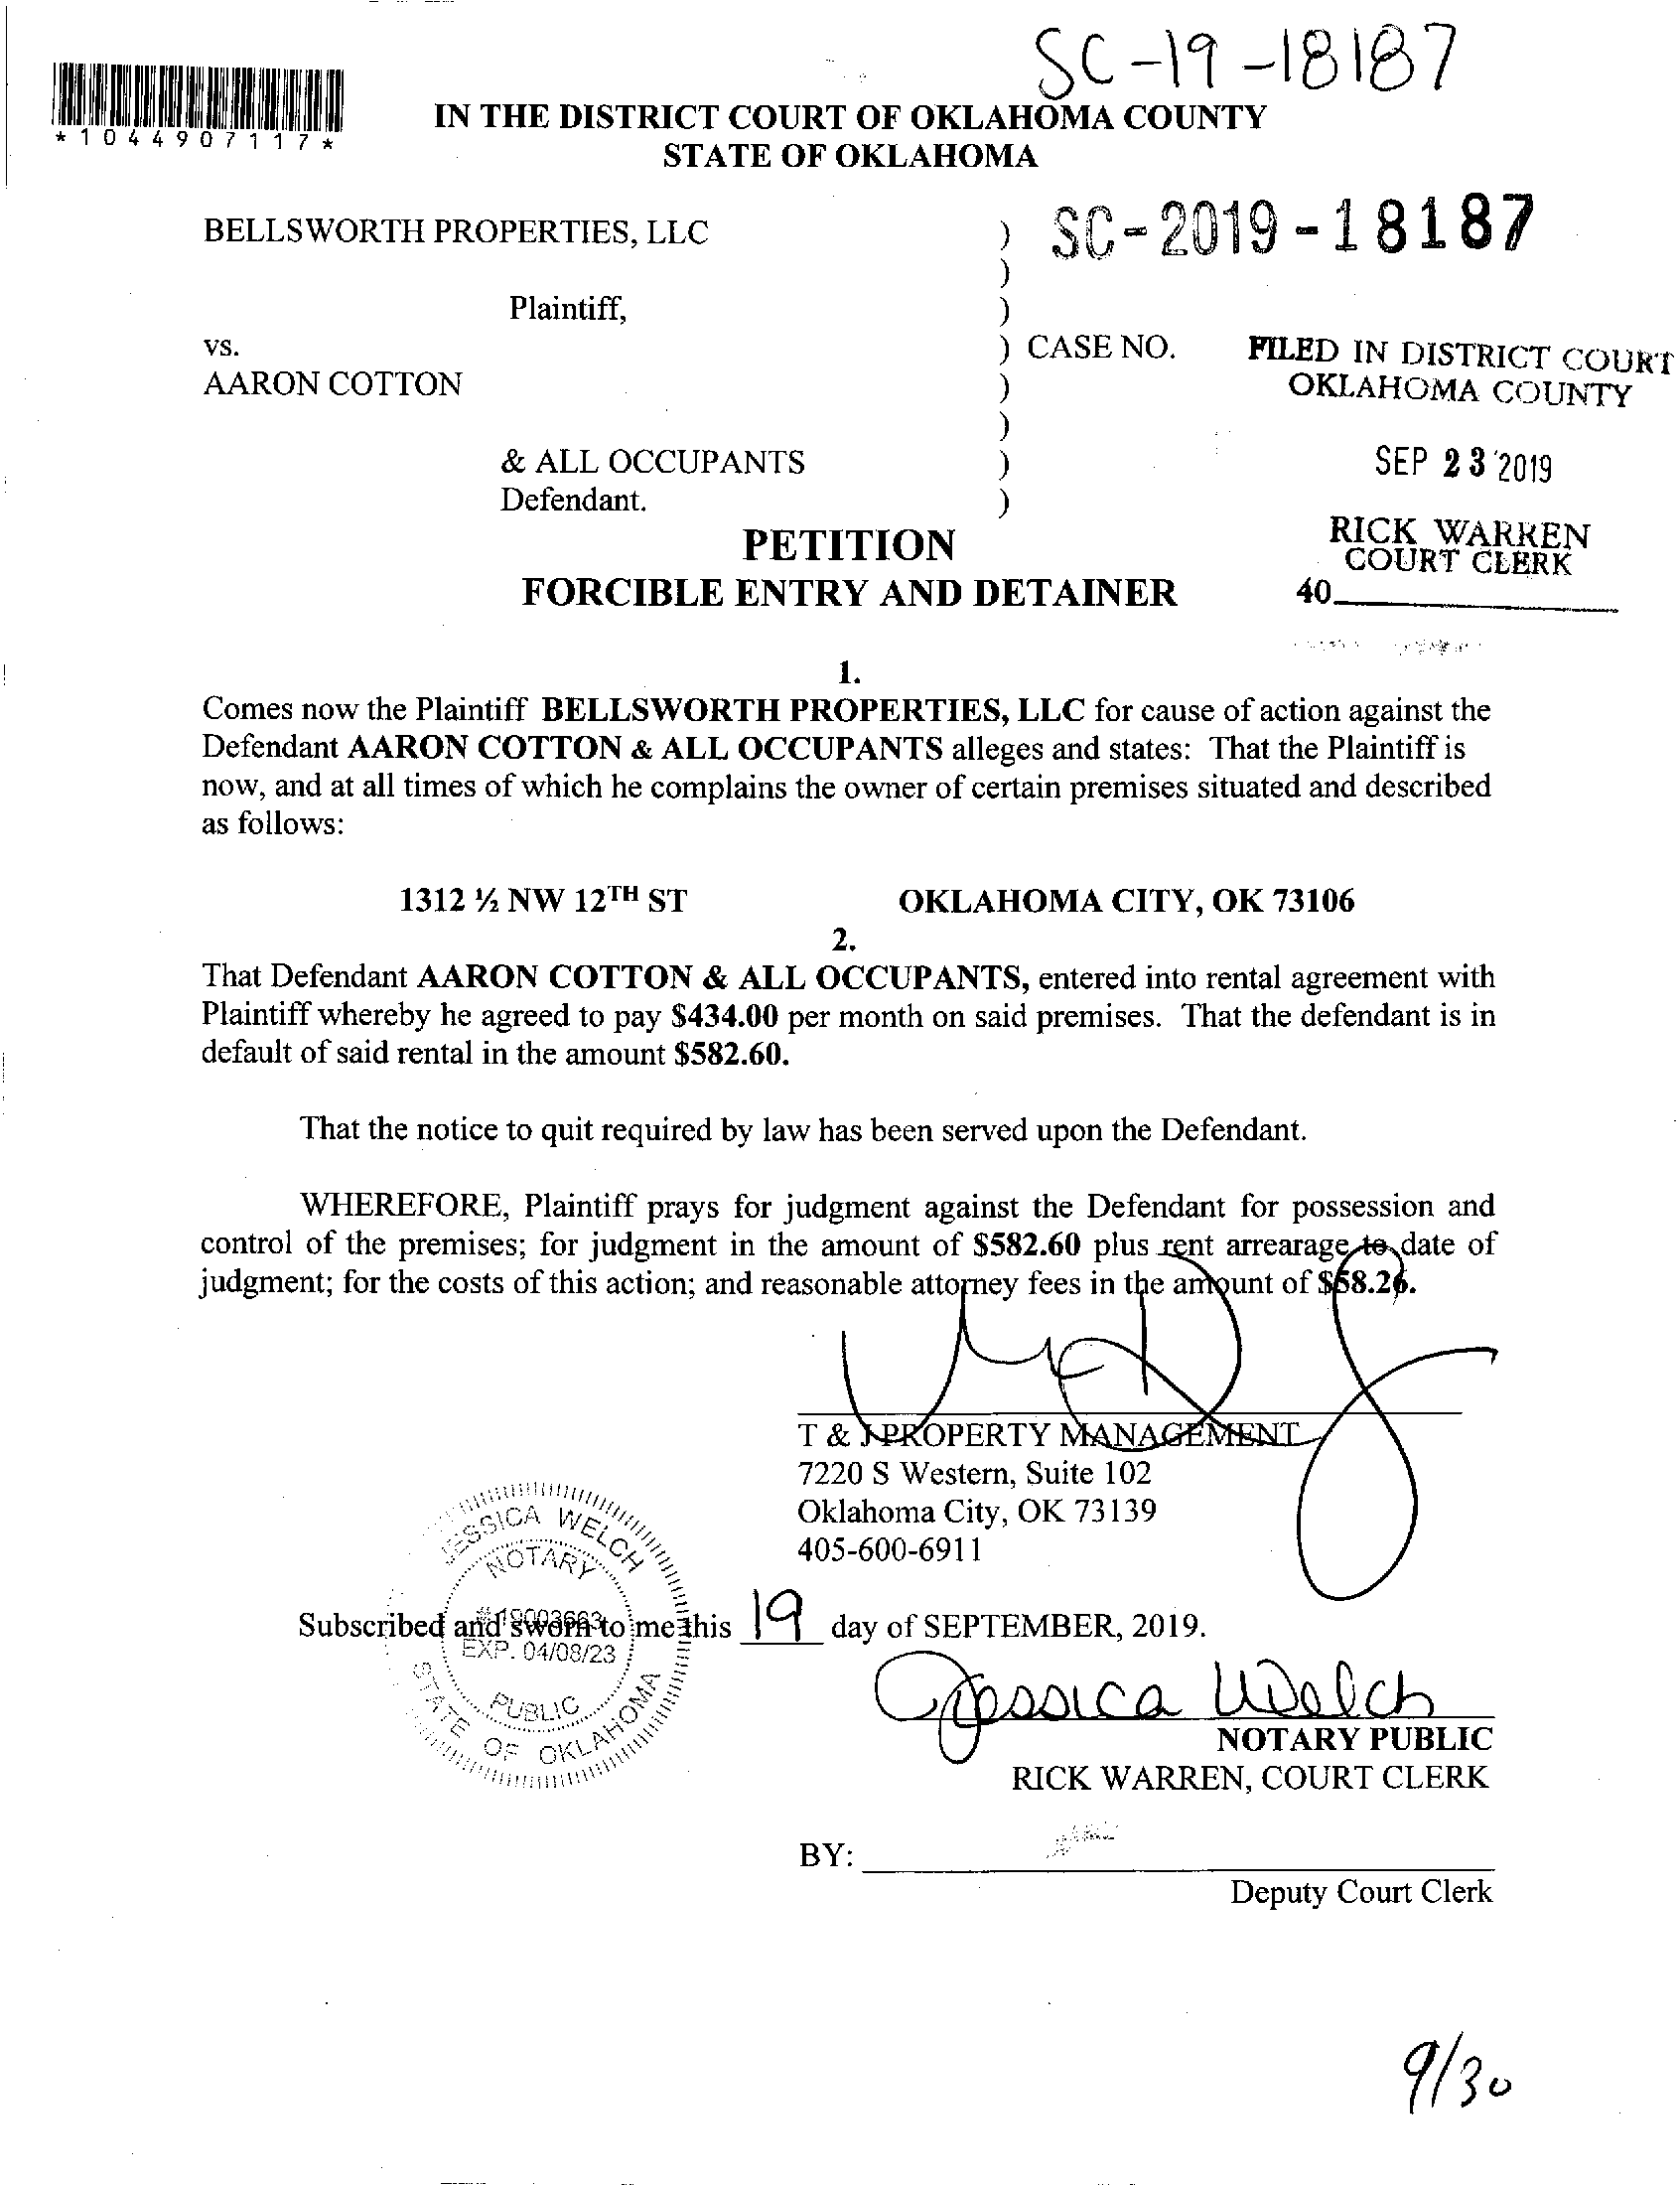 SC-19-18187
*1044907117*
IN THE DISTRICT COURT OF OKLAHOMA COUNTY
STATE OF OKLAHOMA
BELLSWORTH PROPERTIES, LLC )
SC-2019-18187
)
Plaintiff, )
vs. ) CASE NO.
FILED IN DISTRICT COURT
OKLAHOMA COUNTY
AARON COTTON )
)
& ALL OCCUPANTS )
SEP 23 2019
Defendant. )
RICK WARREN
COURT CLERK
40
PETITION
FORCIBLE ENTRY AND DETAINER
1.
Comes now the Plaintiff BELLSWORTH PROPERTIES, LLC for cause of action against the
Defendant AARON COTTON & ALL OCCUPANTS alleges and states: That the Plaintiff is
now, and at all times of which he complains the owner of certain premises situated and described
as follows:
1312 ½ NW 12TH ST OKLAHOMA CITY, OK 73106
2.
That Defendant AARON COTTON & ALL OCCUPANTS, entered into rental agreement with
Plaintiff whereby he agreed to pay $434.00 per month on said premises. That the defendant is in
default of said rental in the amount $582.60.
That the notice to quit required by law has been served upon the Defendant.
WHEREFORE, Plaintiff prays for judgment against the Defendant for possession and
control of the premises; for judgment in the amount of $582.60 plus rent arrearage to date of
judgment; for the costs of this action; and reasonable attorney fees in the amount of $58.26.
T & J PROPERTY MANAGEMENT
7220 S Western, Suite 102
Oklahoma City, OK 73139
405-600-6911
JESSICA WELCH
NOTARY
#19003663
EXP. 04/08/23
PUBLIC
STATE OF OKLAHOMA
Subscribed and sworn to me this 19 day of SEPTEMBER, 2019.
Jessica Welch
NOTARY PUBLIC
RICK WARREN, COURT CLERK
BY:
Deputy Court Clerk
9/30